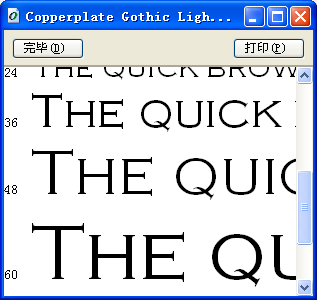 Copperplate Gothic Ligh...
完毕(D) 打印(P)
24 THE QUICK BROW
36 THE QUICK
48 THE QUIC
60 THE QU